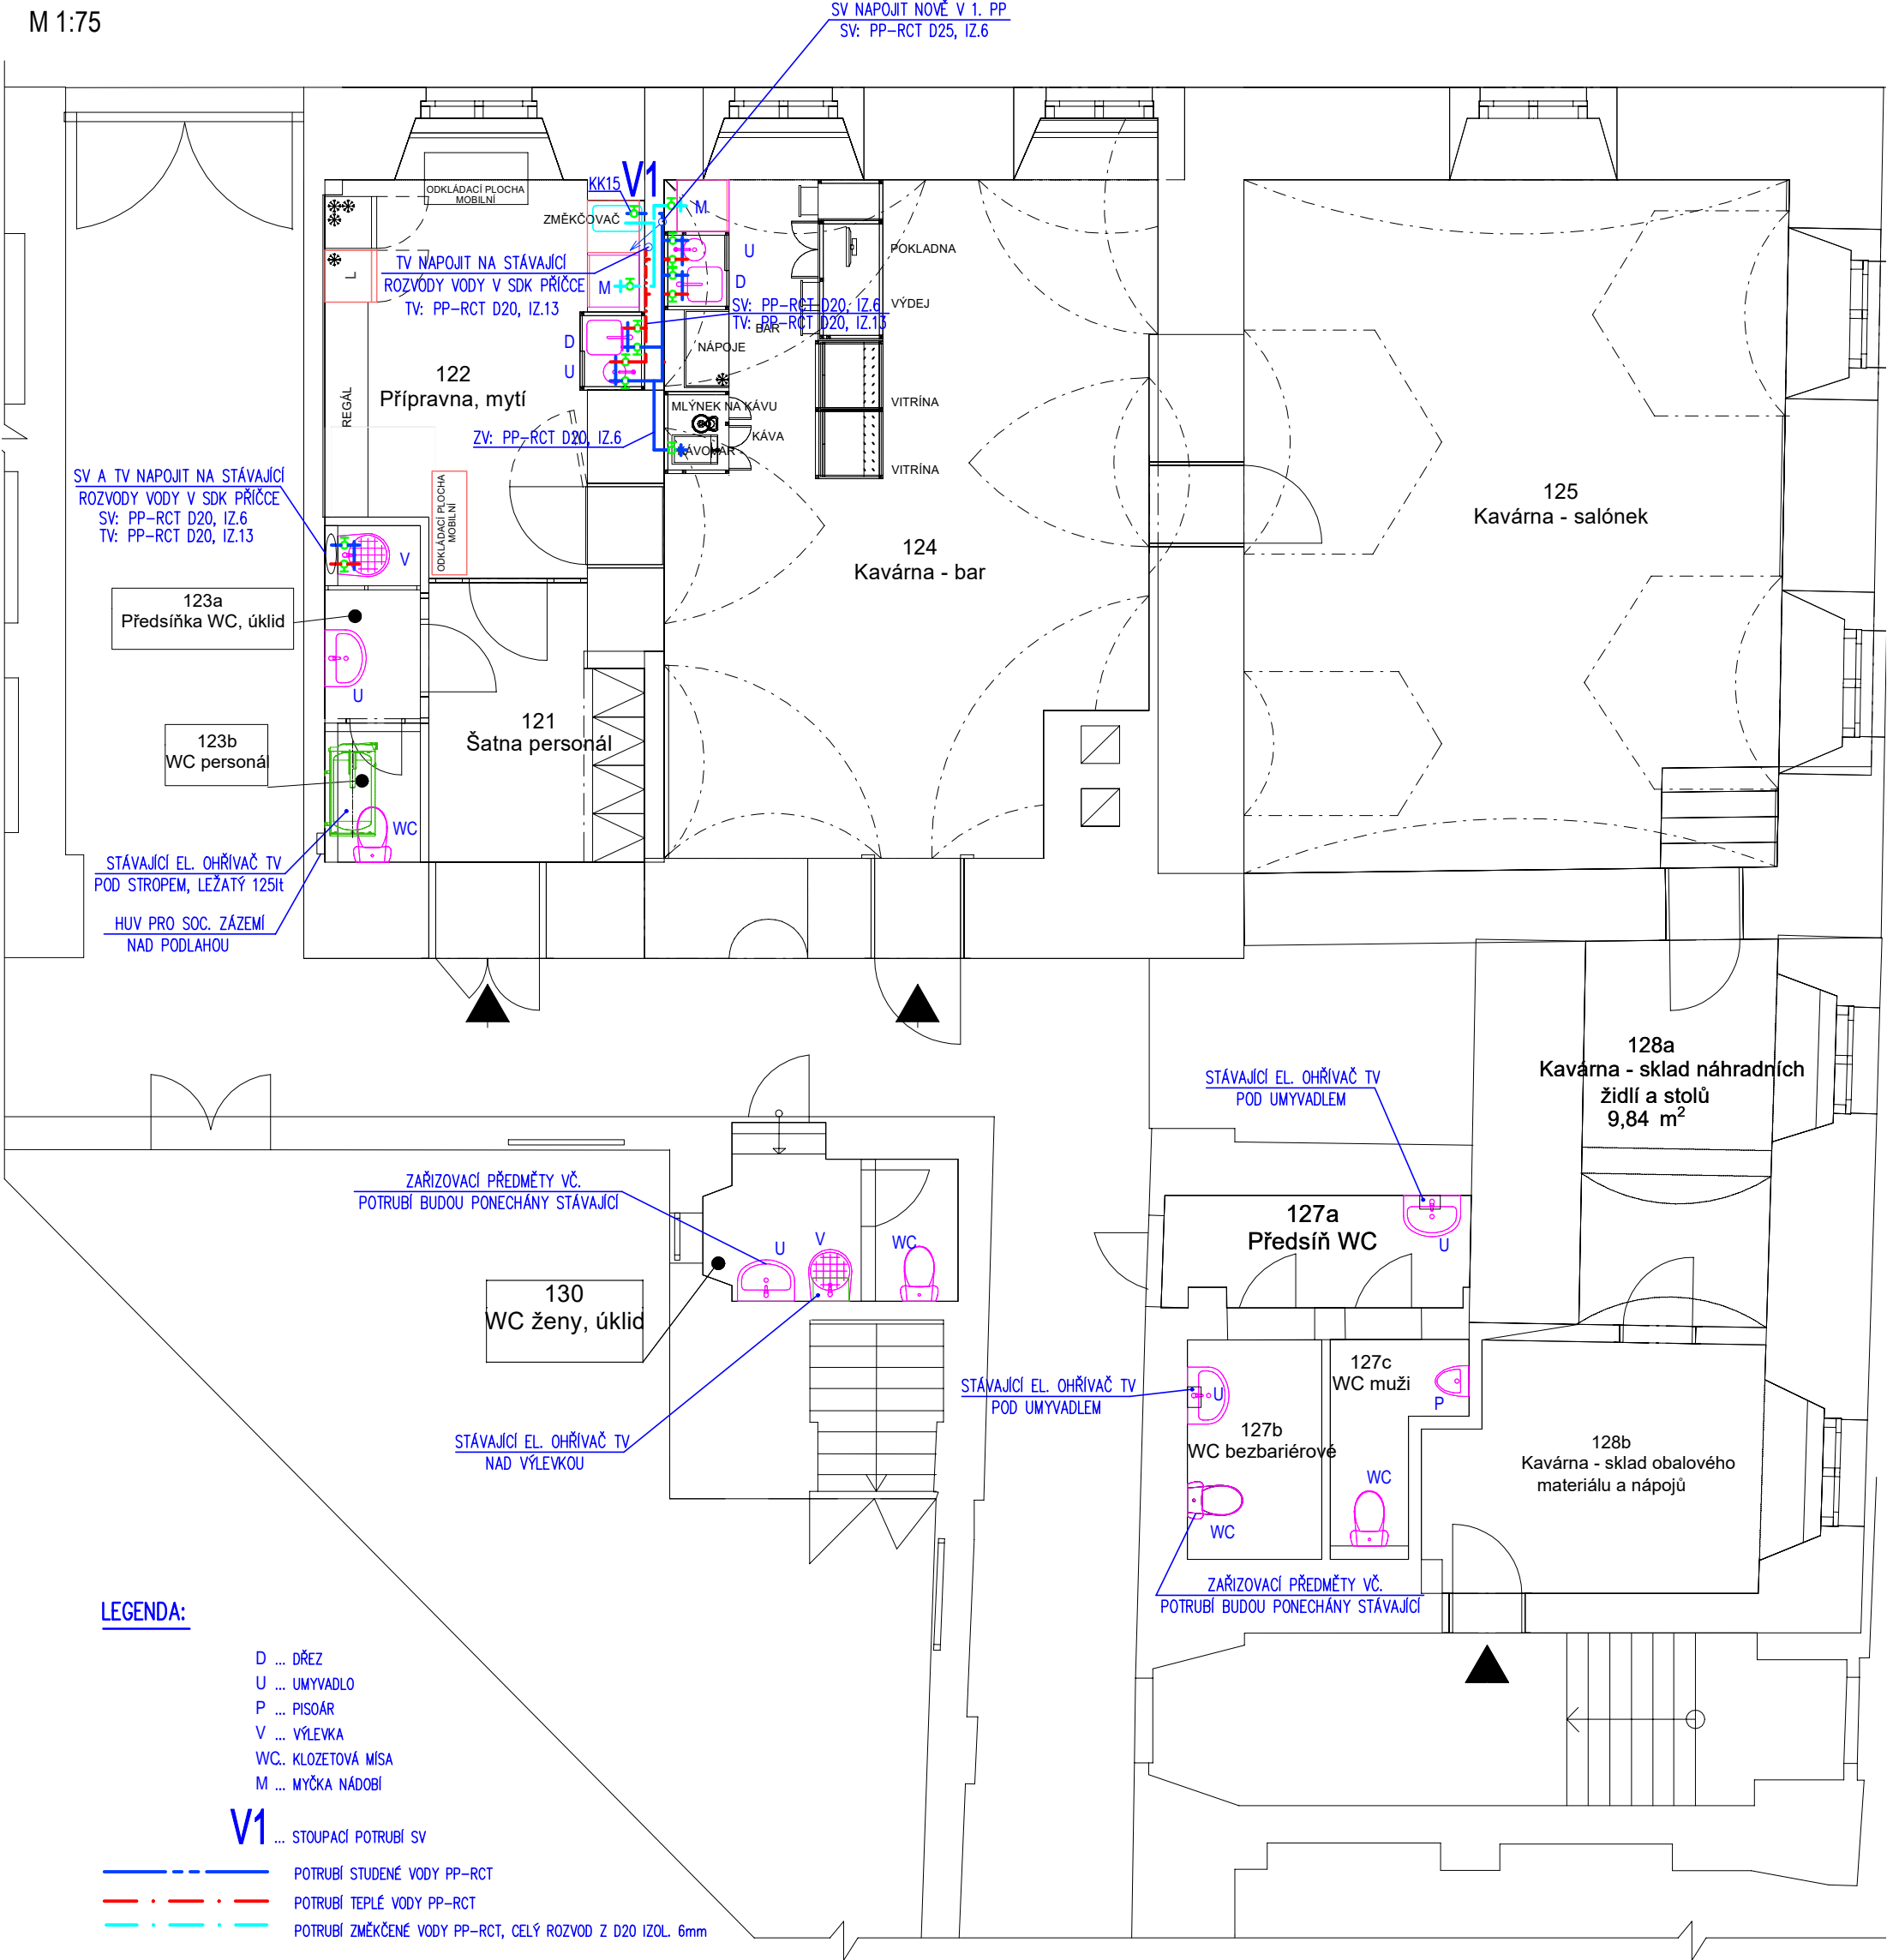 M 1:75
SV NAPOJIT NOVĚ V 1. PP
SV: PP-RCT D25, IZ.6
ODKLÁDACÍ PLOCHA
MOBILNÍ
KK15
V1
ZMĚKČOVAČ
M
U
D
POKLADNA
L
TV NAPOJIT NA STÁVAJÍCÍ
ROZVODY VODY V SDK PŘÍČCE
TV: PP-RCT D20, IZ.13
M
SV: PP-RCT D20, IZ.6
TV: PP-RCT D20, IZ.13
VÝDEJ
BAR
NÁPOJE
D
U
122
Přípravna, mytí
REGÁL
MLÝNEK NA KÁVU
KÁVA
KÁVOVAR
VITRÍNA
VITRÍNA
ZV: PP-RCT D20, IZ.6
SV A TV NAPOJIT NA STÁVAJÍCÍ
ROZVODY VODY V SDK PŘÍČCE
SV: PP-RCT D20, IZ.6
TV: PP-RCT D20, IZ.13
ODKLÁDACÍ PLOCHA
MOBILNÍ
V
125
Kavárna - salónek
124
Kavárna - bar
123a
Předsíňka WC, úklid
U
123b
WC personál
121
Šatna personál
WC
STÁVAJÍCÍ EL. OHŘÍVAČ TV
POD STROPEM, LEŽATÝ 125lt
HUV PRO SOC. ZÁZEMÍ
NAD PODLAHOU
128a
Kavárna - sklad náhradních
židlí a stolů
9,84 m²
STÁVAJÍCÍ EL. OHŘÍVAČ TV
POD UMYVADLEM
ZAŘIZOVACÍ PŘEDMĚTY VČ.
POTRUBÍ BUDOU PONECHÁNY STÁVAJÍCÍ
U
V
WC
127a
Předsíň WC
U
130
WC ženy, úklid
STÁVAJÍCÍ EL. OHŘÍVAČ TV
POD UMYVADLEM
U
127c
WC muži
P
127b
WC bezbariérové
STÁVAJÍCÍ EL. OHŘÍVAČ TV
NAD VÝLEVKOU
128b
Kavárna - sklad obalového
materiálu a nápojů
WC
WC
ZAŘIZOVACÍ PŘEDMĚTY VČ.
POTRUBÍ BUDOU PONECHÁNY STÁVAJÍCÍ
LEGENDA:
D ... DŘEZ
U ... UMYVADLO
P ... PISOÁR
V ... VÝLEVKA
WC.. KLOZETOVÁ MÍSA
M ... MYČKA NÁDOBÍ
V1 ... STOUPACÍ POTRUBÍ SV
POTRUBÍ STUDENÉ VODY PP-RCT
POTRUBÍ TEPLÉ VODY PP-RCT
POTRUBÍ ZMĚKČENÉ VODY PP-RCT, CELÝ ROZVOD Z D20 IZOL. 6mm